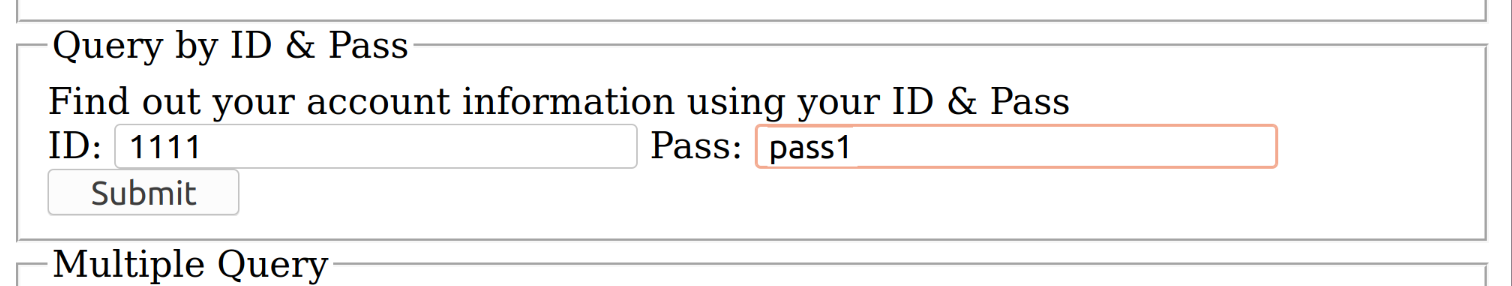 Query by ID & Pass
Find out your account information using your ID & Pass
ID: 1111 Pass: pass1
Submit
Multiple Query